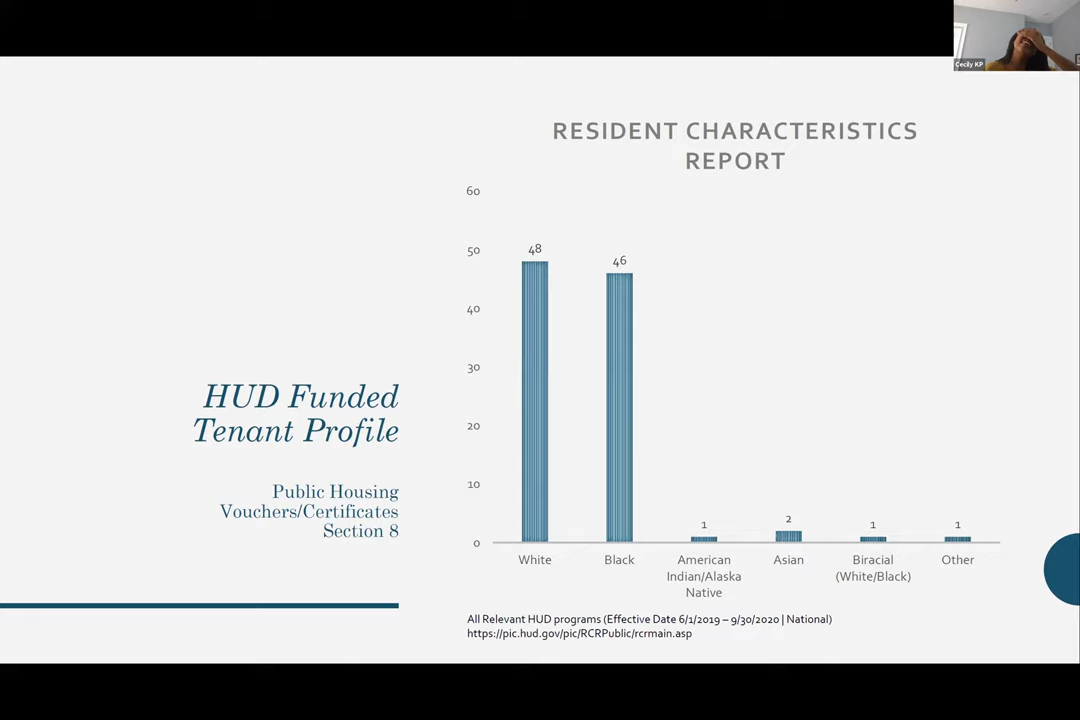 Cecily KP
RESIDENT CHARACTERISTICS
REPORT
60
50
40
30
20
10
0
48
46
1
2
1
1
White
Black
American
Indian/Alaska
Native
Asian
Biracial
(White/Black)
Other
HUD Funded
Tenant Profile
Public Housing
Vouchers/Certificates
Section 8
All Relevant HUD programs (Effective Date 6/1/2019 – 9/30/2020 | National)
https://pic.hud.gov/pic/RCRPublic/rcrmain.asp